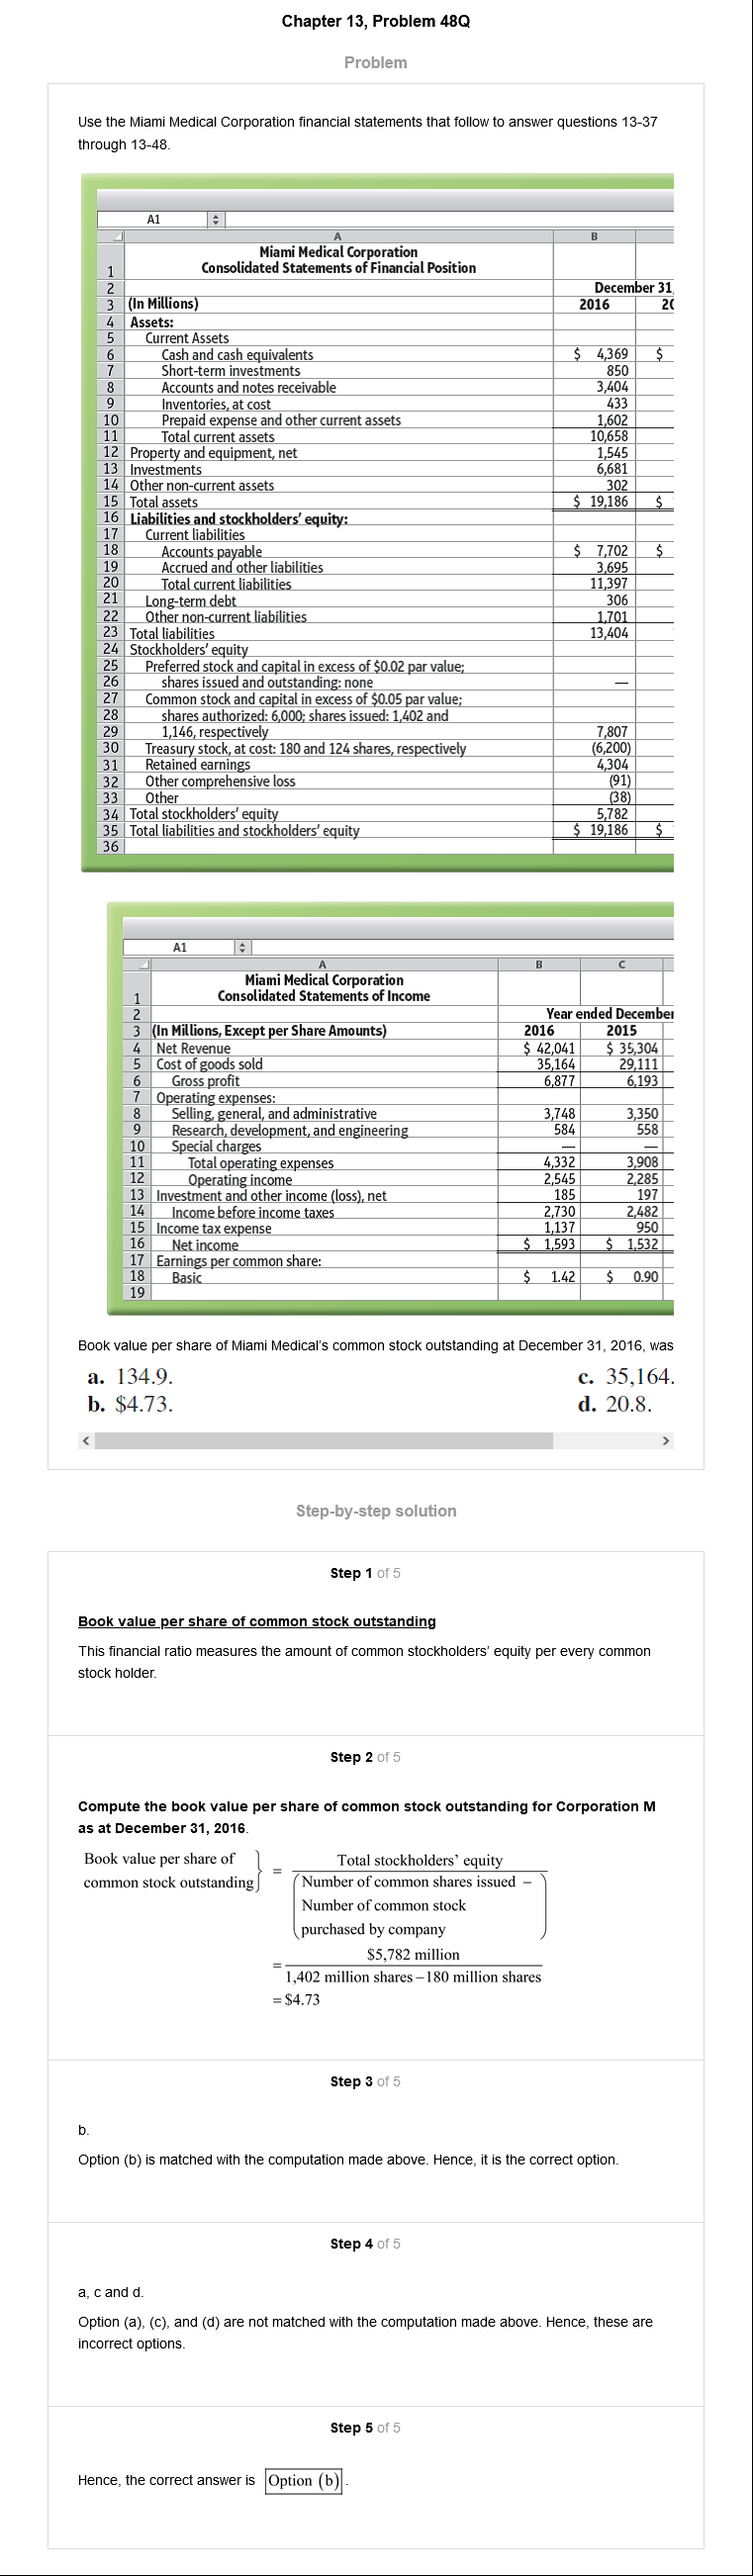 Chapter 13, Problem 48Q
Problem
Use the Miami Medical Corporation financial statements that follow to answer questions 13-37
through 13-48.
A1
A B
Miami Medical Corporation
1 Consolidated Statements of Financial Position
2 December 31,
3 (In Millions) 2016 20
4 Assets:
5 Current Assets
6 Cash and cash equivalents $ 4,369 $
7 Short-term investments 850
8 Accounts and notes receivable 3,404
9 Inventories, at cost 433
10 Prepaid expense and other current assets 1,602
11 Total current assets 10,658
12 Property and equipment, net 1,545
13 Investments 6,681
14 Other non-current assets 302
15 Total assets $ 19,186 $
16 Liabilities and stockholders' equity:
17 Current liabilities
18 Accounts payable $ 7,702 $
19 Accrued and other liabilities 3,695
20 Total current liabilities 11,397
21 Long-term debt 306
22 Other non-current liabilities 1,701
23 Total liabilities 13,404
24 Stockholders' equity
25 Preferred stock and capital in excess of $0.02 par value;
26 shares issued and outstanding: none —
27 Common stock and capital in excess of $0.05 par value;
28 shares authorized: 6,000; shares issued: 1,402 and
29 1,146, respectively 7,807
30 Treasury stock, at cost: 180 and 124 shares, respectively (6,200)
31 Retained earnings 4,304
32 Other comprehensive loss (91)
33 Other (38)
34 Total stockholders' equity 5,782
35 Total liabilities and stockholders' equity $ 19,186 $
36
A1
A B C
Miami Medical Corporation
1 Consolidated Statements of Income
2 Year ended December
3 (In Millions, Except per Share Amounts) 2016 2015
4 Net Revenue $ 42,041 $ 35,304
5 Cost of goods sold 35,164 29,111
6 Gross profit 6,877 6,193
7 Operating expenses:
8 Selling, general, and administrative 3,748 3,350
9 Research, development, and engineering 584 558
10 Special charges — —
11 Total operating expenses 4,332 3,908
12 Operating income 2,545 2,285
13 Investment and other income (loss), net 185 197
14 Income before income taxes 2,730 2,482
15 Income tax expense 1,137 950
16 Net income $ 1,593 $ 1,532
17 Earnings per common share:
18 Basic $ 1.42 $ 0.90
19
Book value per share of Miami Medical's common stock outstanding at December 31, 2016, was
a. 134.9. c. 35,164.
b. $4.73. d. 20.8.
Step-by-step solution
Step 1 of 5
Book value per share of common stock outstanding
This financial ratio measures the amount of common stockholders' equity per every common
stock holder.
Step 2 of 5
Compute the book value per share of common stock outstanding for Corporation M
as at December 31, 2016.
Book value per share of
common stock outstanding} = Total stockholders' equity
(Number of common shares issued −
Number of common stock
purchased by company)
= $5,782 million
1,402 million shares − 180 million shares
= $4.73
Step 3 of 5
b.
Option (b) is matched with the computation made above. Hence, it is the correct option.
Step 4 of 5
a, c and d.
Option (a), (c), and (d) are not matched with the computation made above. Hence, these are
incorrect options.
Step 5 of 5
Hence, the correct answer is Option (b).